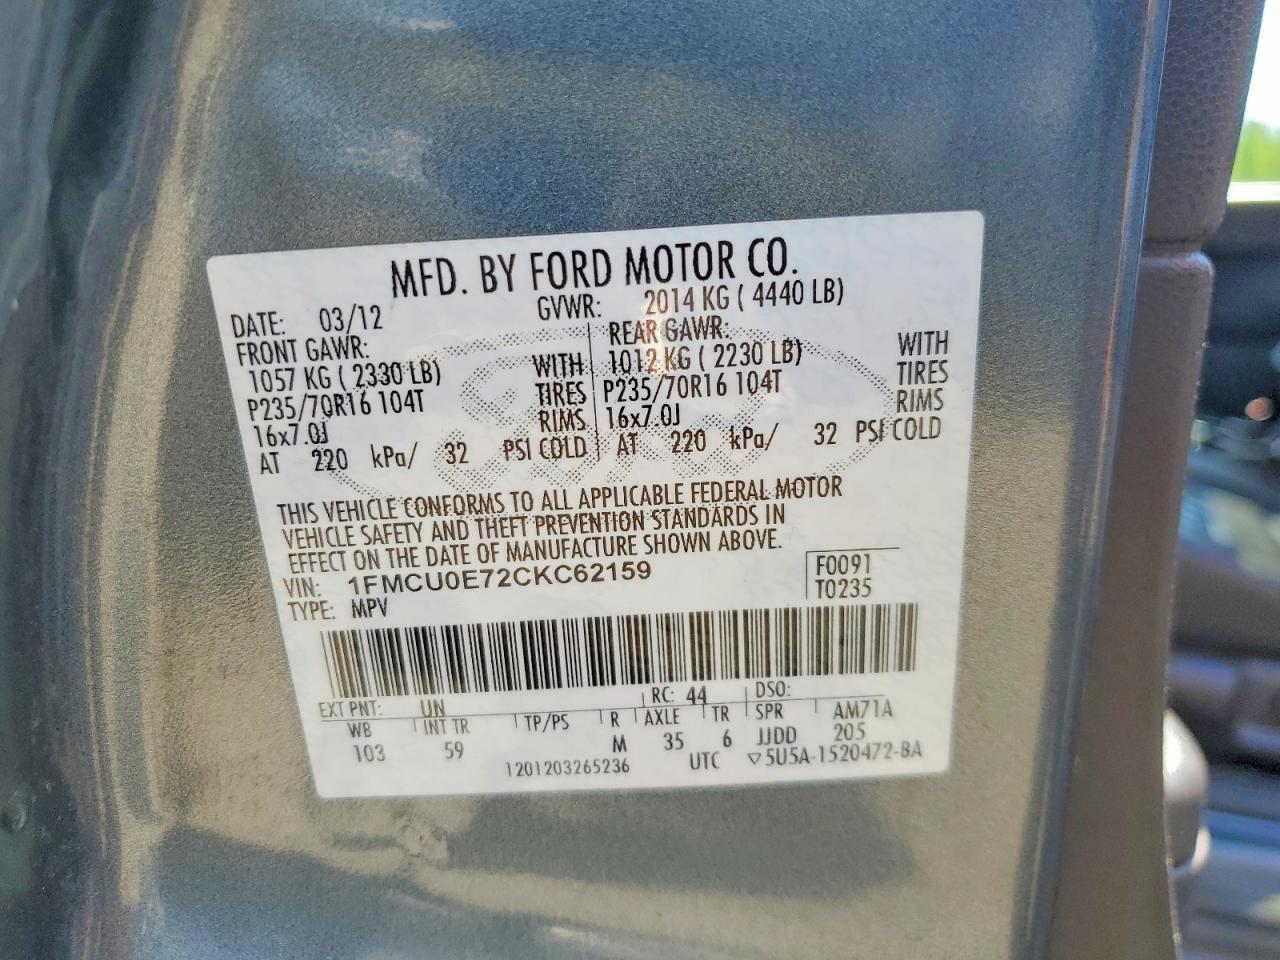 MFD. BY FORD MOTOR CO.
DATE: 03/12 GVWR: 2014 KG ( 4440 LB)
FRONT GAWR: REAR GAWR:
1057 KG ( 2330 LB) WITH 1012 KG ( 2230 LB) WITH
P235/70R16 104T TIRES P235/70R16 104T TIRES
16x7.0J RIMS 16x7.0J RIMS
AT 220 kPa/ 32 PSI COLD AT 220 kPa/ 32 PSI COLD
THIS VEHICLE CONFORMS TO ALL APPLICABLE FEDERAL MOTOR
VEHICLE SAFETY AND THEFT PREVENTION STANDARDS IN
EFFECT ON THE DATE OF MANUFACTURE SHOWN ABOVE.
VIN: 1FMCU0E72CKC62159 F0091
TYPE: MPV T0235
EXT PNT: UN RC: 44 DSO:
WB INT TR TP/PS R AXLE TR SPR AM71A
103 59 M 35 6 JJDD 205
1201203265236 UTC ▽5U5A-1520472-BA